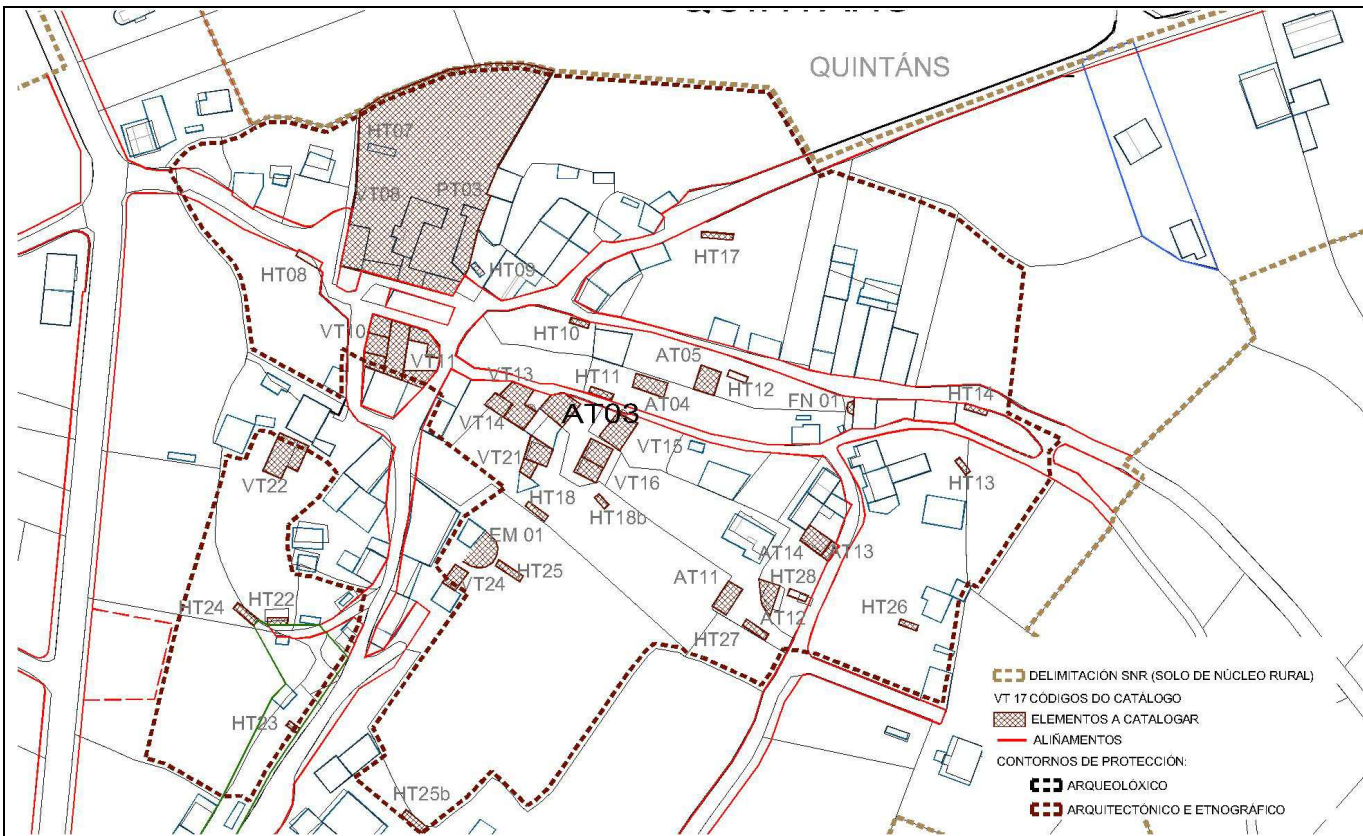 QUINTÁNS
QUINTÁNS
HT07
VT08
PT03
HT08
HT09
HT17
VT10
VT11
HT10
AT05
VT13
HT11
HT12
AT04
FN 01
HT14
AT03
VT14
VT15
VT21
VT16
VT22
HT18
HT18b
HT13
EM 01
HT25
VT24
AT14
AT13
AT11
HT28
AT12
HT26
HT24
HT22
HT27
HT23
HT25b
DELIMITACIÓN SNR (SOLO DE NÚCLEO RURAL)
VT 17 CÓDIGOS DO CATÁLOGO
ELEMENTOS A CATALOGAR
ALIÑAMENTOS
CONTORNOS DE PROTECCIÓN:
ARQUEOLÓXICO
ARQUITECTÓNICO E ETNOGRÁFICO